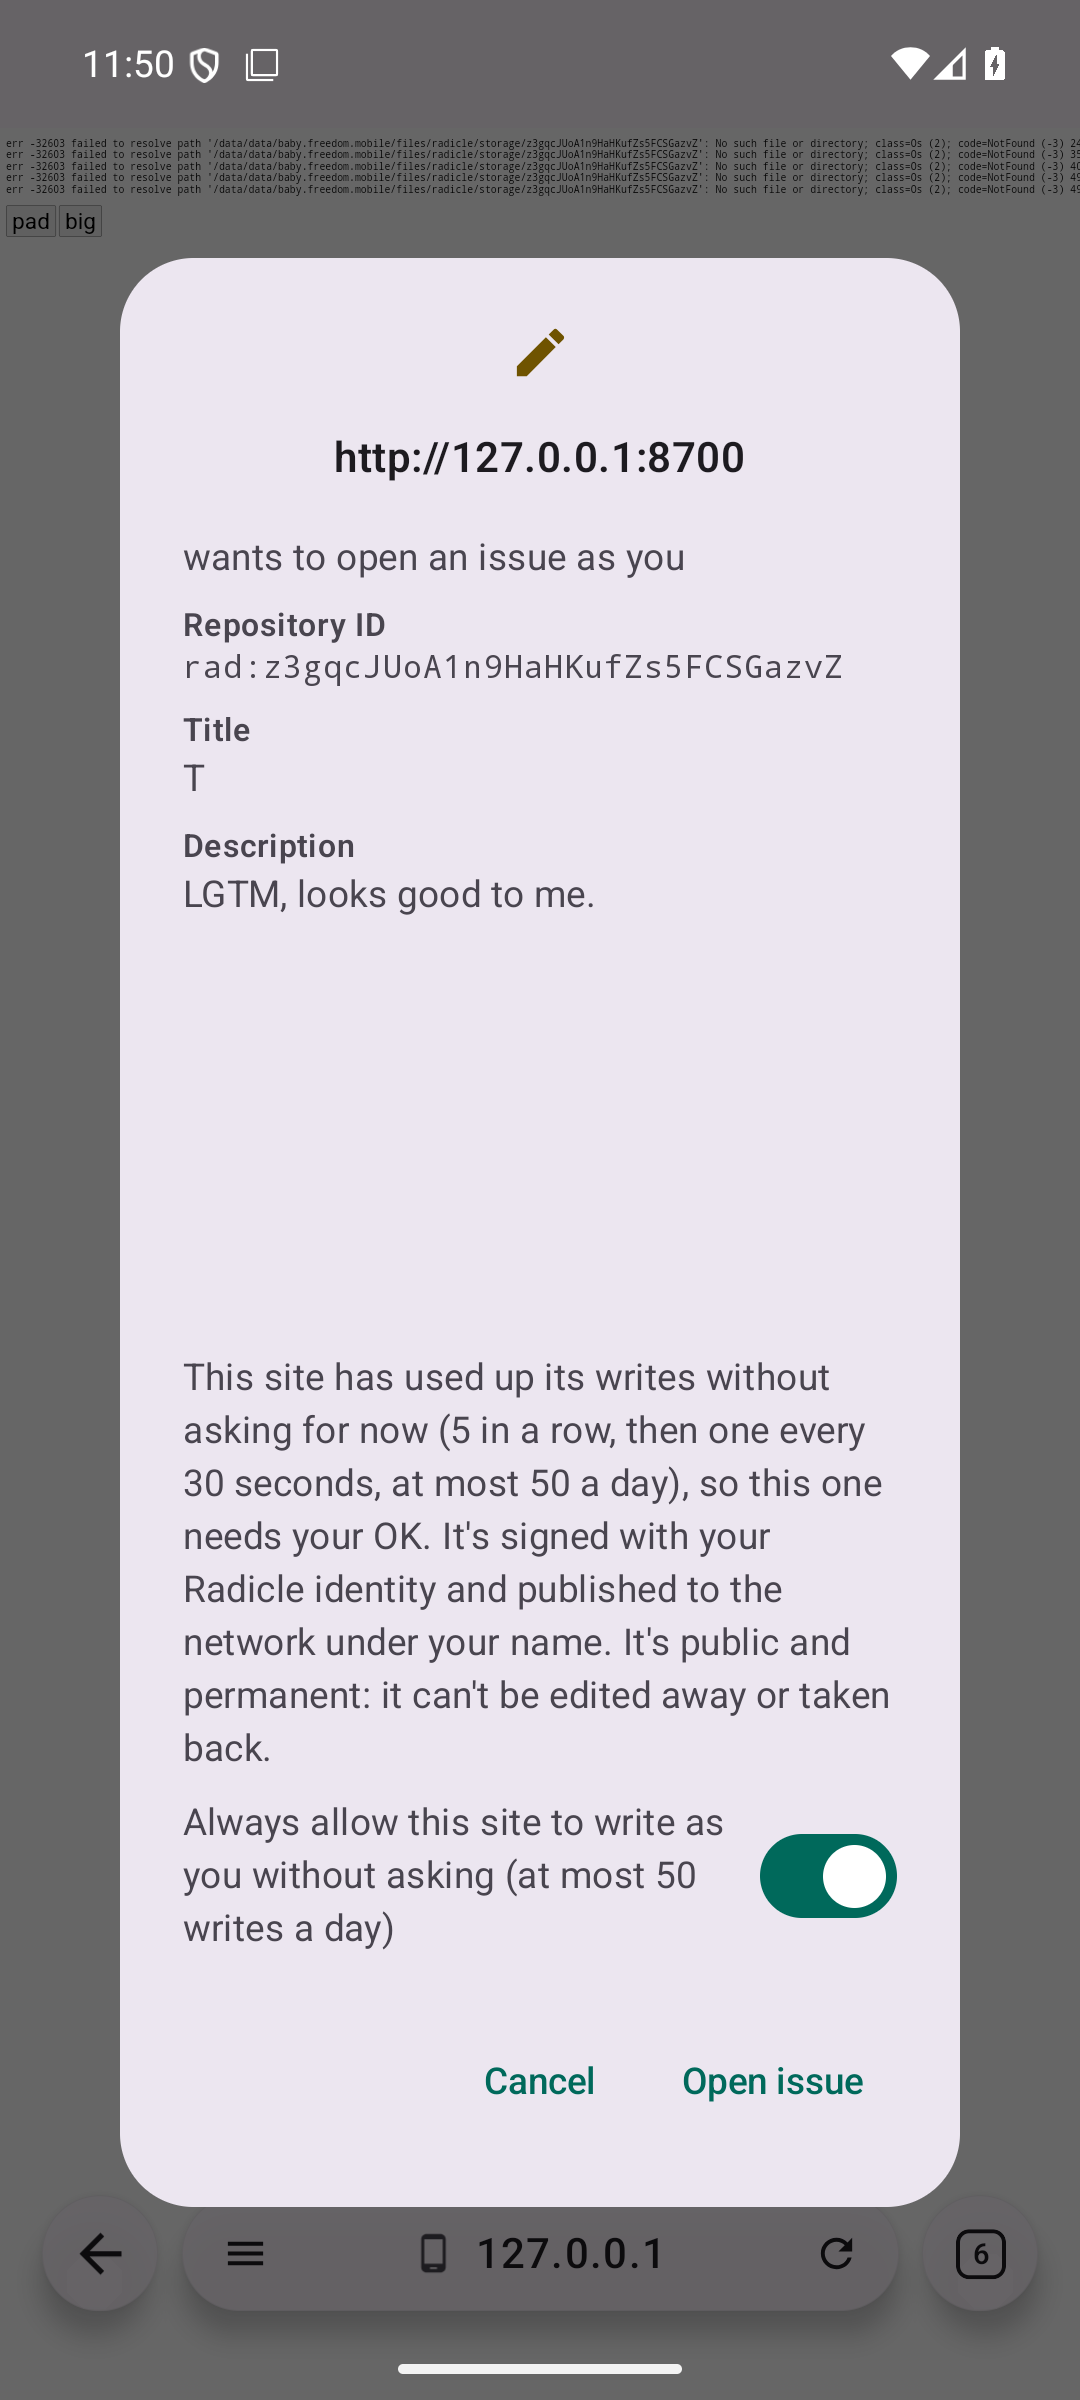 11:50
err -32603 failed to resolve path '/data/data/baby.freedom.mobile/files/radicle/storage/z3gqcJUoA1n9HaHKufZs5FCSGazvZ': No such file or directory; class=Os (2); code=NotFound (-3) 24
err -32603 failed to resolve path '/data/data/baby.freedom.mobile/files/radicle/storage/z3gqcJUoA1n9HaHKufZs5FCSGazvZ': No such file or directory; class=Os (2); code=NotFound (-3) 35
err -32603 failed to resolve path '/data/data/baby.freedom.mobile/files/radicle/storage/z3gqcJUoA1n9HaHKufZs5FCSGazvZ': No such file or directory; class=Os (2); code=NotFound (-3) 40
err -32603 failed to resolve path '/data/data/baby.freedom.mobile/files/radicle/storage/z3gqcJUoA1n9HaHKufZs5FCSGazvZ': No such file or directory; class=Os (2); code=NotFound (-3) 49
err -32603 failed to resolve path '/data/data/baby.freedom.mobile/files/radicle/storage/z3gqcJUoA1n9HaHKufZs5FCSGazvZ': No such file or directory; class=Os (2); code=NotFound (-3) 49
pad big
http://127.0.0.1:8700
wants to open an issue as you
Repository ID
rad:z3gqcJUoA1n9HaHKufZs5FCSGazvZ
Title
T
Description
LGTM, looks good to me.
This site has used up its writes without
asking for now (5 in a row, then one every
30 seconds, at most 50 a day), so this one
needs your OK. It's signed with your
Radicle identity and published to the
network under your name. It's public and
permanent: it can't be edited away or taken
back.
Always allow this site to write as
you without asking (at most 50
writes a day)
Cancel Open issue
127.0.0.1 6